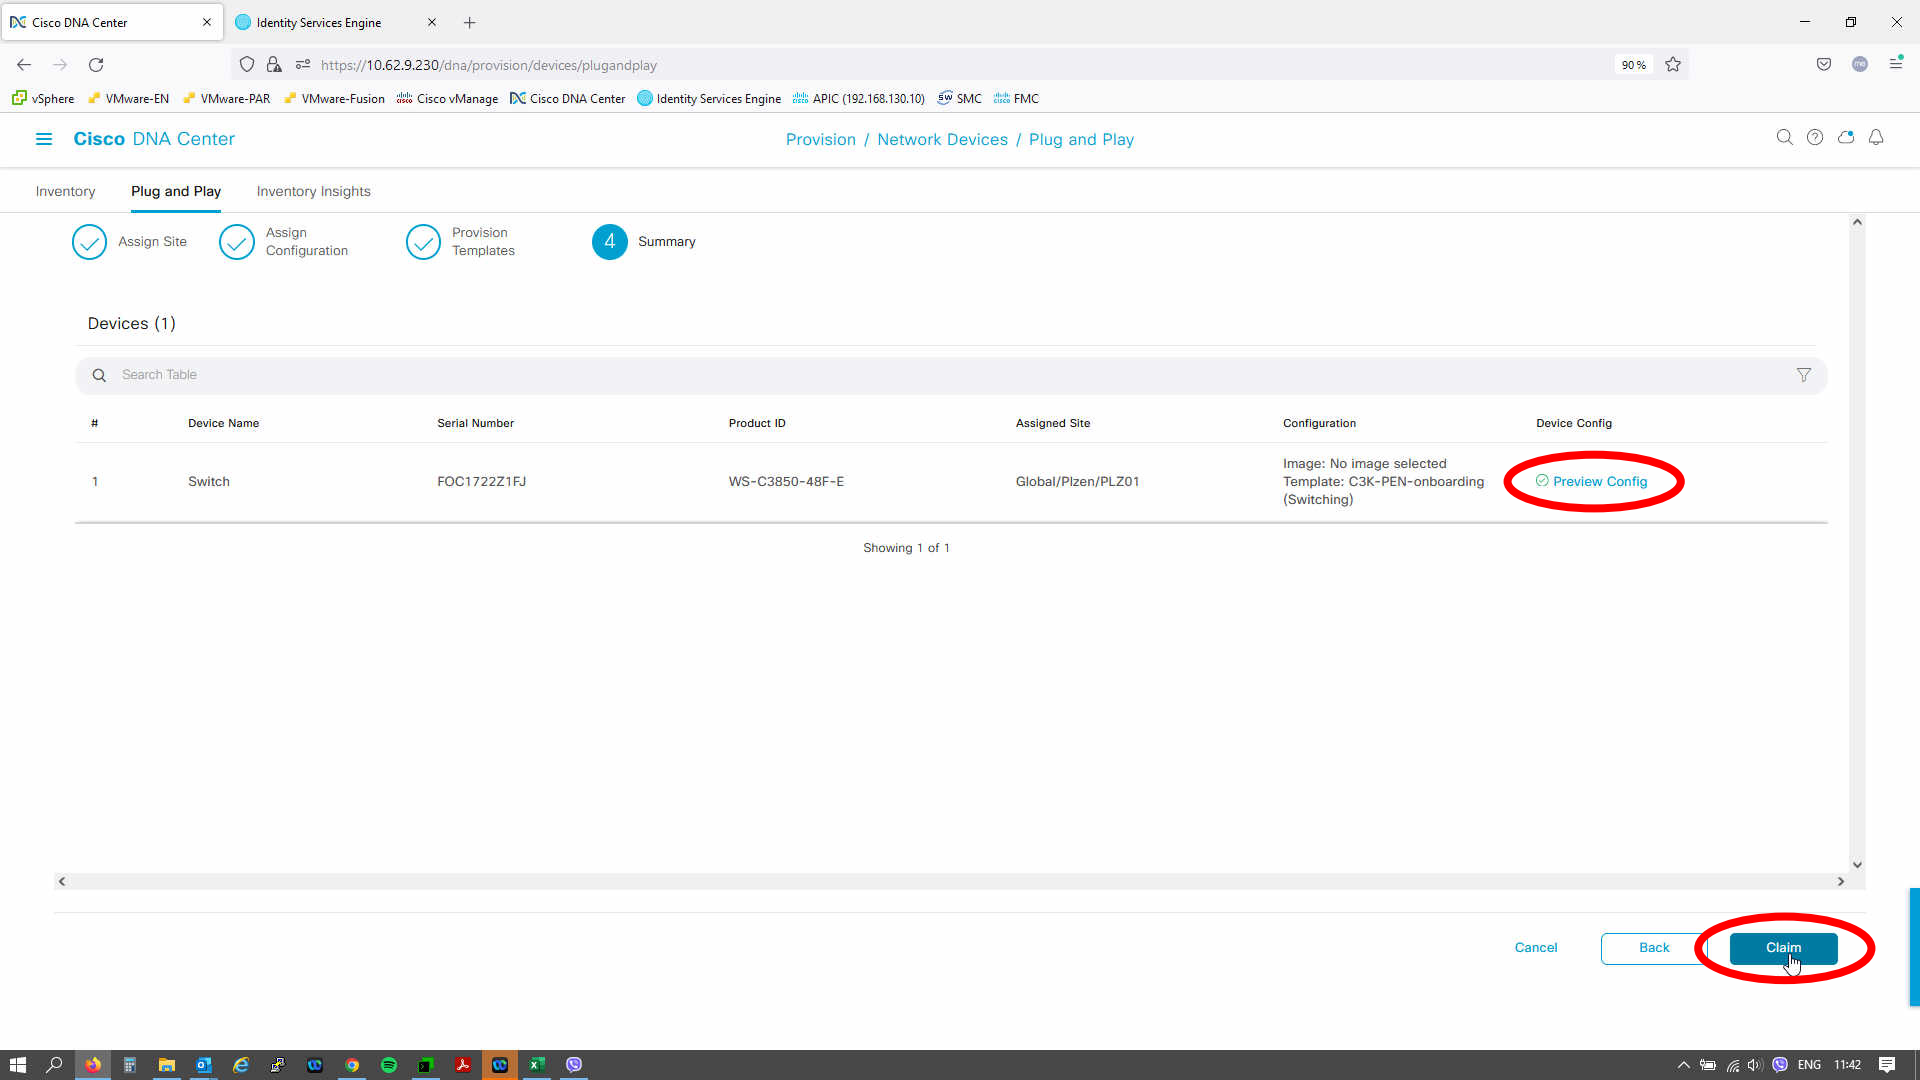 Cisco DNA Center
Identity Services Engine
https://10.62.9.230/dna/provision/devices/plugandplay
90 %
me
vSphere VMware-EN VMware-PAR VMware-Fusion Cisco vManage Cisco DNA Center Identity Services Engine APIC (192.168.130.10) SMC FMC
Cisco DNA Center
Provision / Network Devices / Plug and Play
Inventory Plug and Play Inventory Insights
Assign Site
Assign
Configuration
Provision
Templates
4 Summary
Devices (1)
Search Table
# Device Name Serial Number Product ID Assigned Site Configuration Device Config
1 Switch FOC1722Z1FJ WS-C3850-48F-E Global/Plzen/PLZ01
Image: No image selected
Template: C3K-PEN-onboarding
(Switching)
Preview Config
Showing 1 of 1
Cancel Back Claim
ENG 11:42